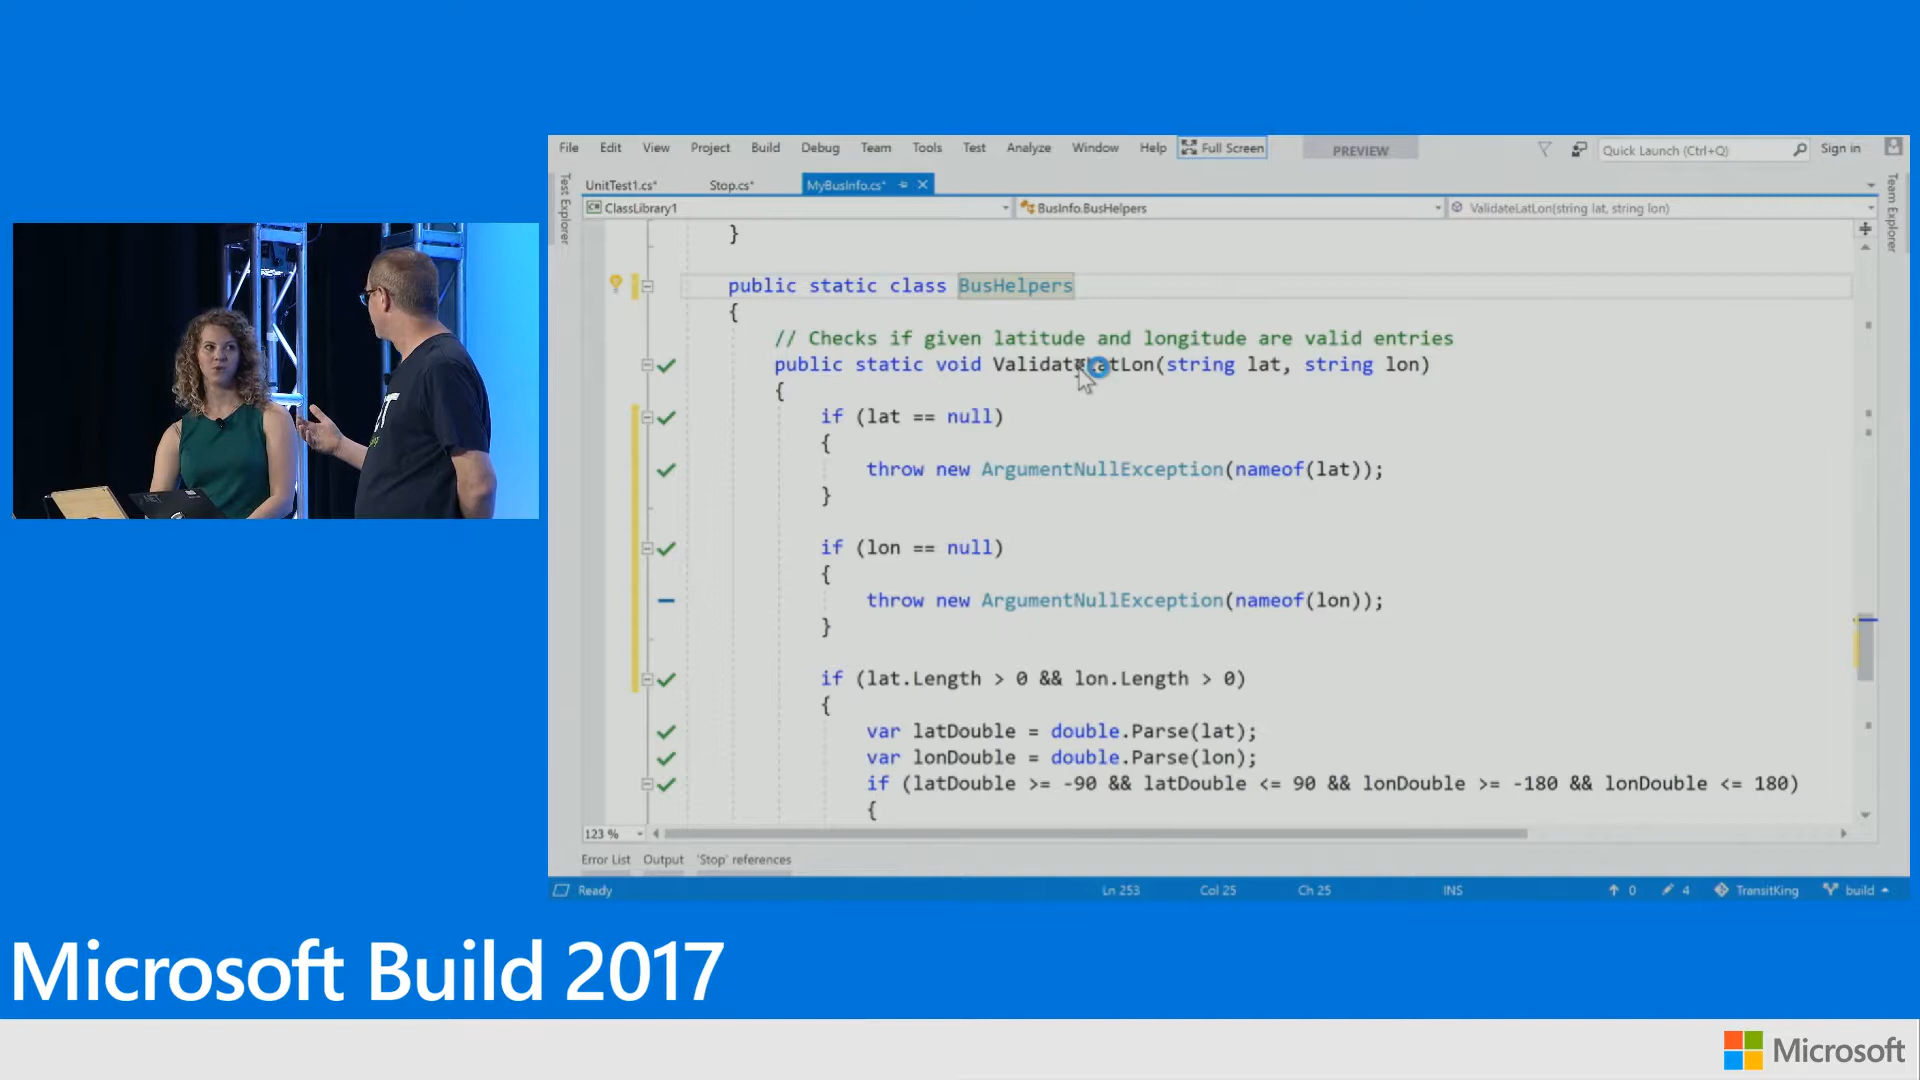 File Edit View Project Build Debug Team Tools Test Analyze Window Help Full Screen PREVIEW Quick Launch (Ctrl+Q) Sign in
Test Explorer
UnitTest1.cs* Stop.cs* MyBusInfo.cs*
Team Explorer
ClassLibrary1 BusInfo.BusHelpers ValidateLatLon(string lat, string lon)
}
public static class BusHelpers
{
// Checks if given latitude and longitude are valid entries
public static void ValidateLatLon(string lat, string lon)
{
if (lat == null)
{
throw new ArgumentNullException(nameof(lat));
}
if (lon == null)
{
throw new ArgumentNullException(nameof(lon));
}
if (lat.Length > 0 && lon.Length > 0)
{
var latDouble = double.Parse(lat);
var lonDouble = double.Parse(lon);
if (latDouble >= -90 && latDouble <= 90 && lonDouble >= -180 && lonDouble <= 180)
{
123 %
Error List Output 'Stop' references
Ready Ln 253 Col 25 Ch 25 INS 0 4 TransitKing build
Microsoft Build 2017
Microsoft